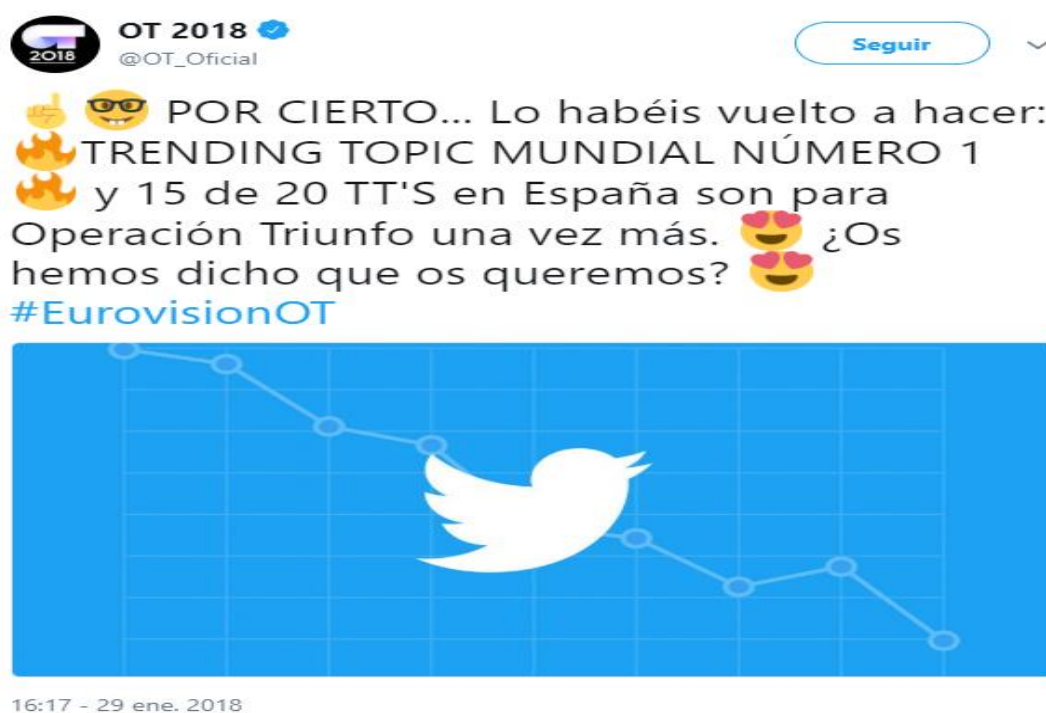 2018
OT 2018
@OT_Oficial
Seguir
☝🤓 POR CIERTO... Lo habéis vuelto a hacer:
🔥TRENDING TOPIC MUNDIAL NÚMERO 1
🔥 y 15 de 20 TT'S en España son para
Operación Triunfo una vez más. 😍 ¿Os
hemos dicho que os queremos? 😍
#EurovisionOT
16:17 - 29 ene. 2018